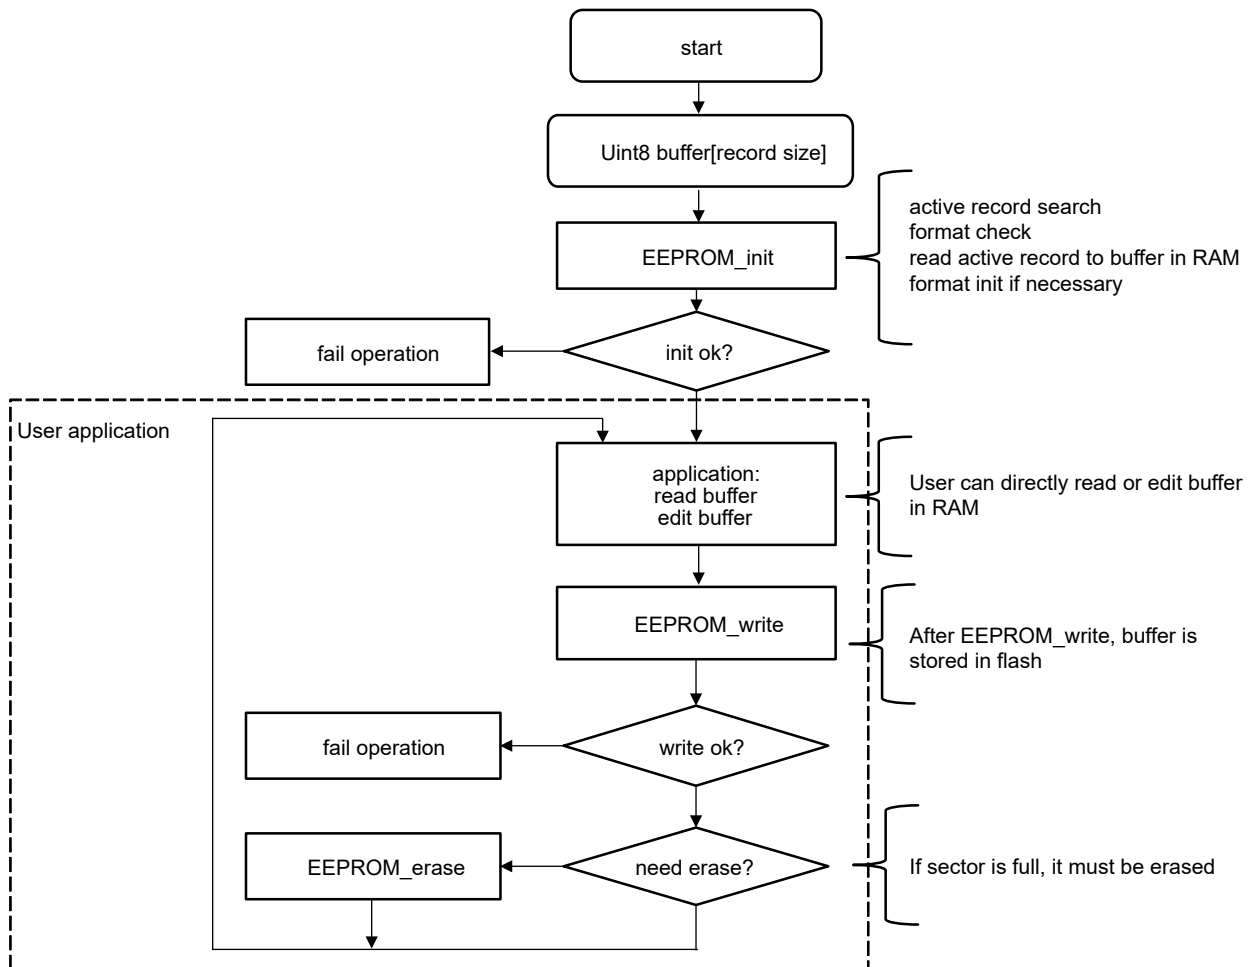 start
Uint8 buffer[record size]
EEPROM_init
active record search
format check
read active record to buffer in RAM
format init if necessary
init ok?
fail operation
User application
application:
read buffer
edit buffer
User can directly read or edit buffer
in RAM
EEPROM_write
After EEPROM_write, buffer is
stored in flash
write ok?
fail operation
need erase?
EEPROM_erase
If sector is full, it must be erased